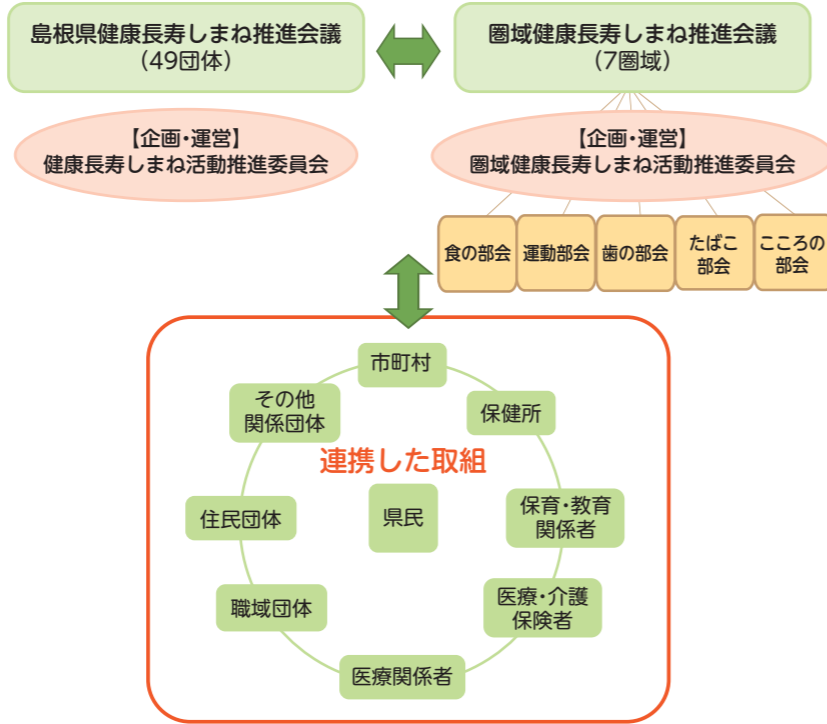 島根県健康長寿しまね推進会議
（49団体）
圏域健康長寿しまね推進会議
（7圏域）
【企画・運営】
健康長寿しまね活動推進委員会
【企画・運営】
圏域健康長寿しまね活動推進委員会
食の部会
運動部会
歯の部会
たばこ
部会
こころの
部会
市町村
その他
関係団体
保健所
連携した取組
県民
住民団体
保育・教育
関係者
職域団体
医療・介護
保険者
医療関係者